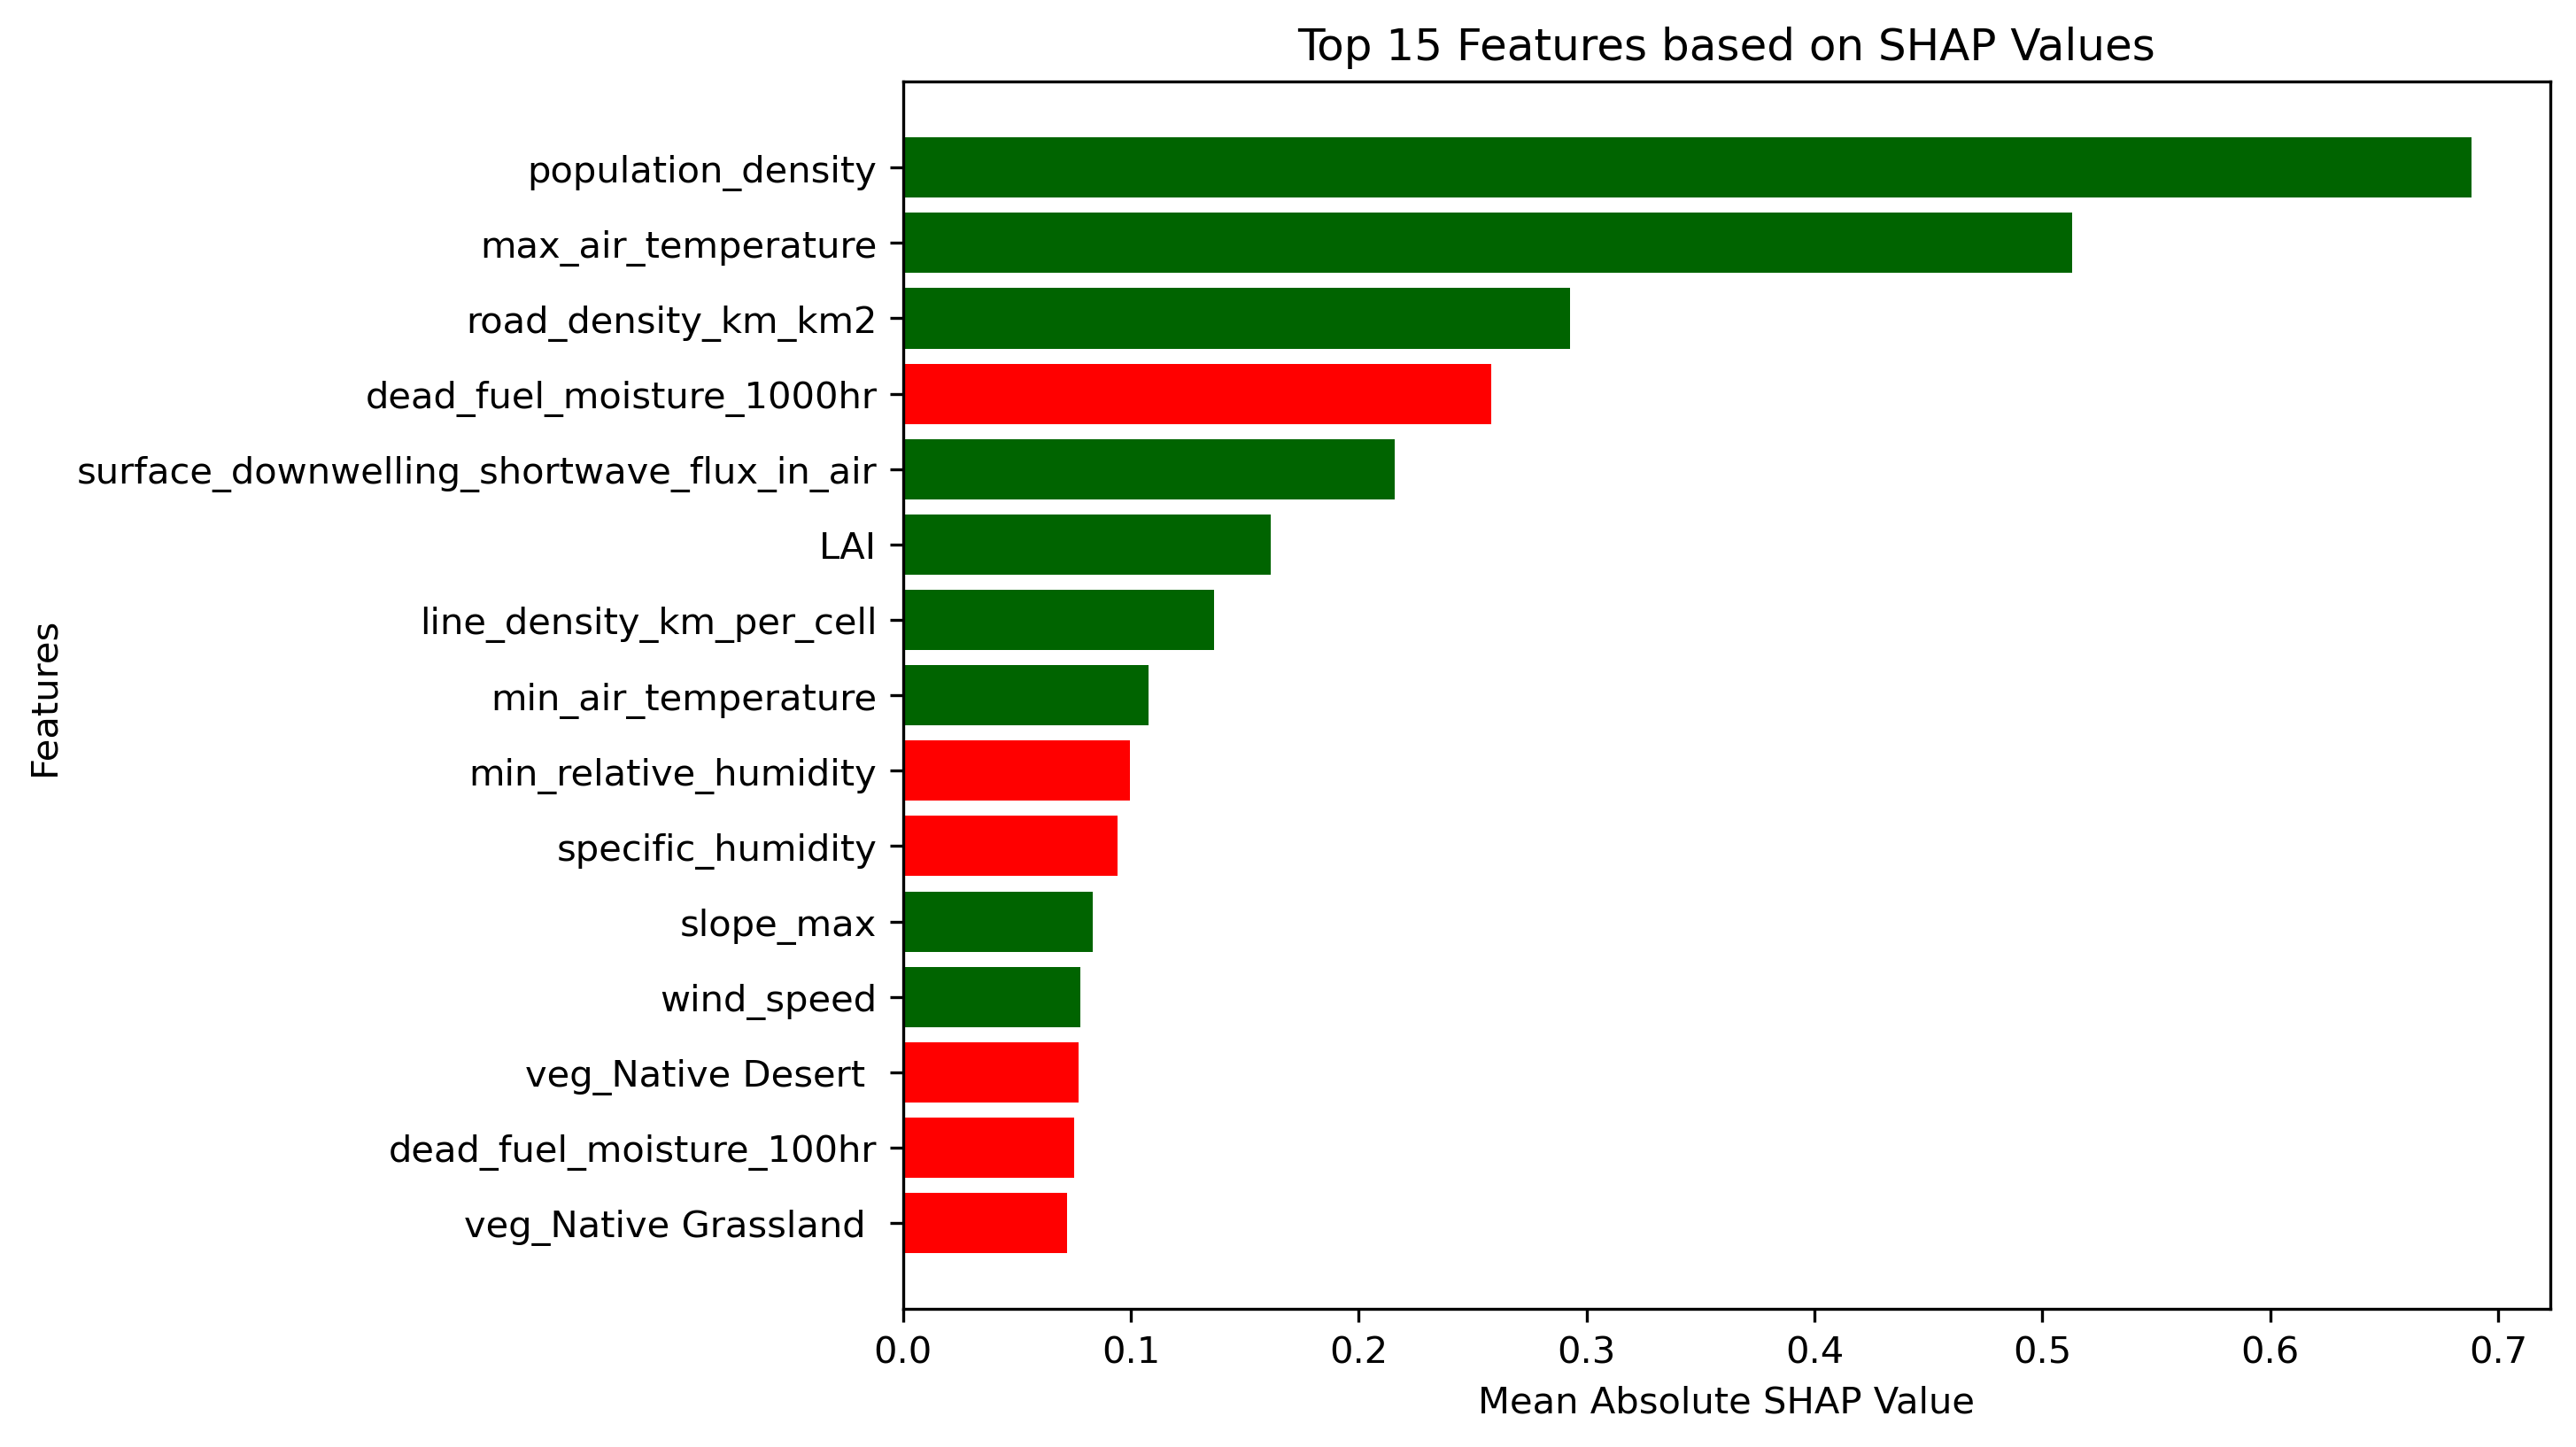 Top 15 Features based on SHAP Values
Features
population_density
max_air_temperature
road_density_km_km2
dead_fuel_moisture_1000hr
surface_downwelling_shortwave_flux_in_air
LAI
line_density_km_per_cell
min_air_temperature
min_relative_humidity
specific_humidity
slope_max
wind_speed
veg_Native Desert
dead_fuel_moisture_100hr
veg_Native Grassland
0.0 0.1 0.2 0.3 0.4 0.5 0.6 0.7
Mean Absolute SHAP Value